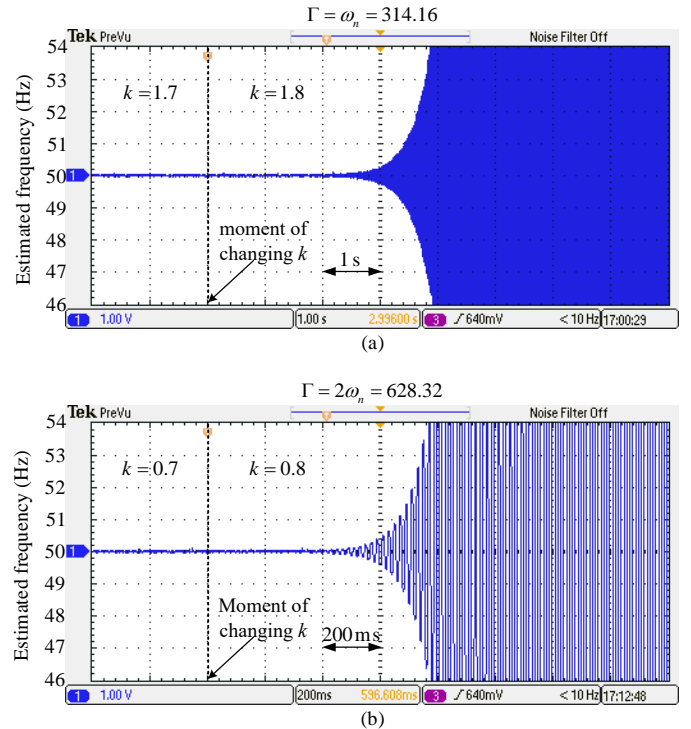 Γ = ω_n = 314.16
Tek PreVu
Noise Filter Off
Estimated frequency (Hz)
54
53
52
51
50
49
48
47
46
k = 1.7
k = 1.8
moment of
changing k
1 s
1
1 1.00 V
1.00 s
2.99600 s
3 ∫ 640mV
< 10 Hz
17:00:29
(a)
Γ = 2ω_n = 628.32
Tek PreVu
Noise Filter Off
Estimated frequency (Hz)
54
53
52
51
50
49
48
47
46
k = 0.7
k = 0.8
Moment of
changing k
200 ms
1
1 1.00 V
200ms
596.608ms
3 ∫ 640mV
< 10 Hz
17:12:48
(b)